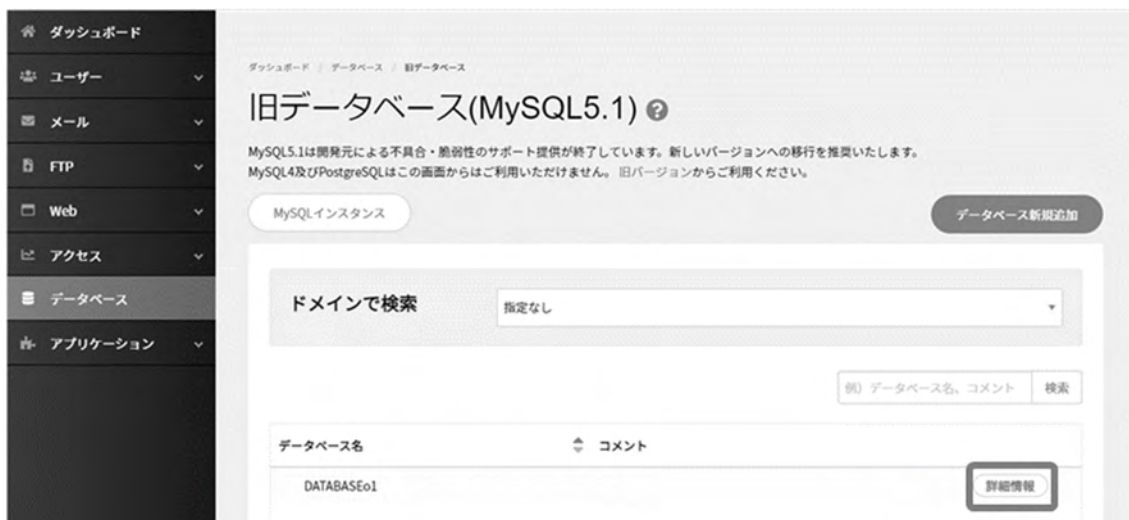 ダッシュボード
ユーザー
メール
FTP
Web
アクセス
データベース
アプリケーション
ダッシュボード / データベース / 旧データベース
旧データベース(MySQL5.1)
MySQL5.1は開発元による不具合・脆弱性のサポート提供が終了しています。新しいバージョンへの移行を推奨いたします。
MySQL4及びPostgreSQLはこの画面からはご利用いただけません。旧バージョンからご利用ください。
MySQLインスタンス
データベース新規追加
ドメインで検索
指定なし
例）データベース名、コメント
検索
データベース名
コメント
DATABASEo1
詳細情報